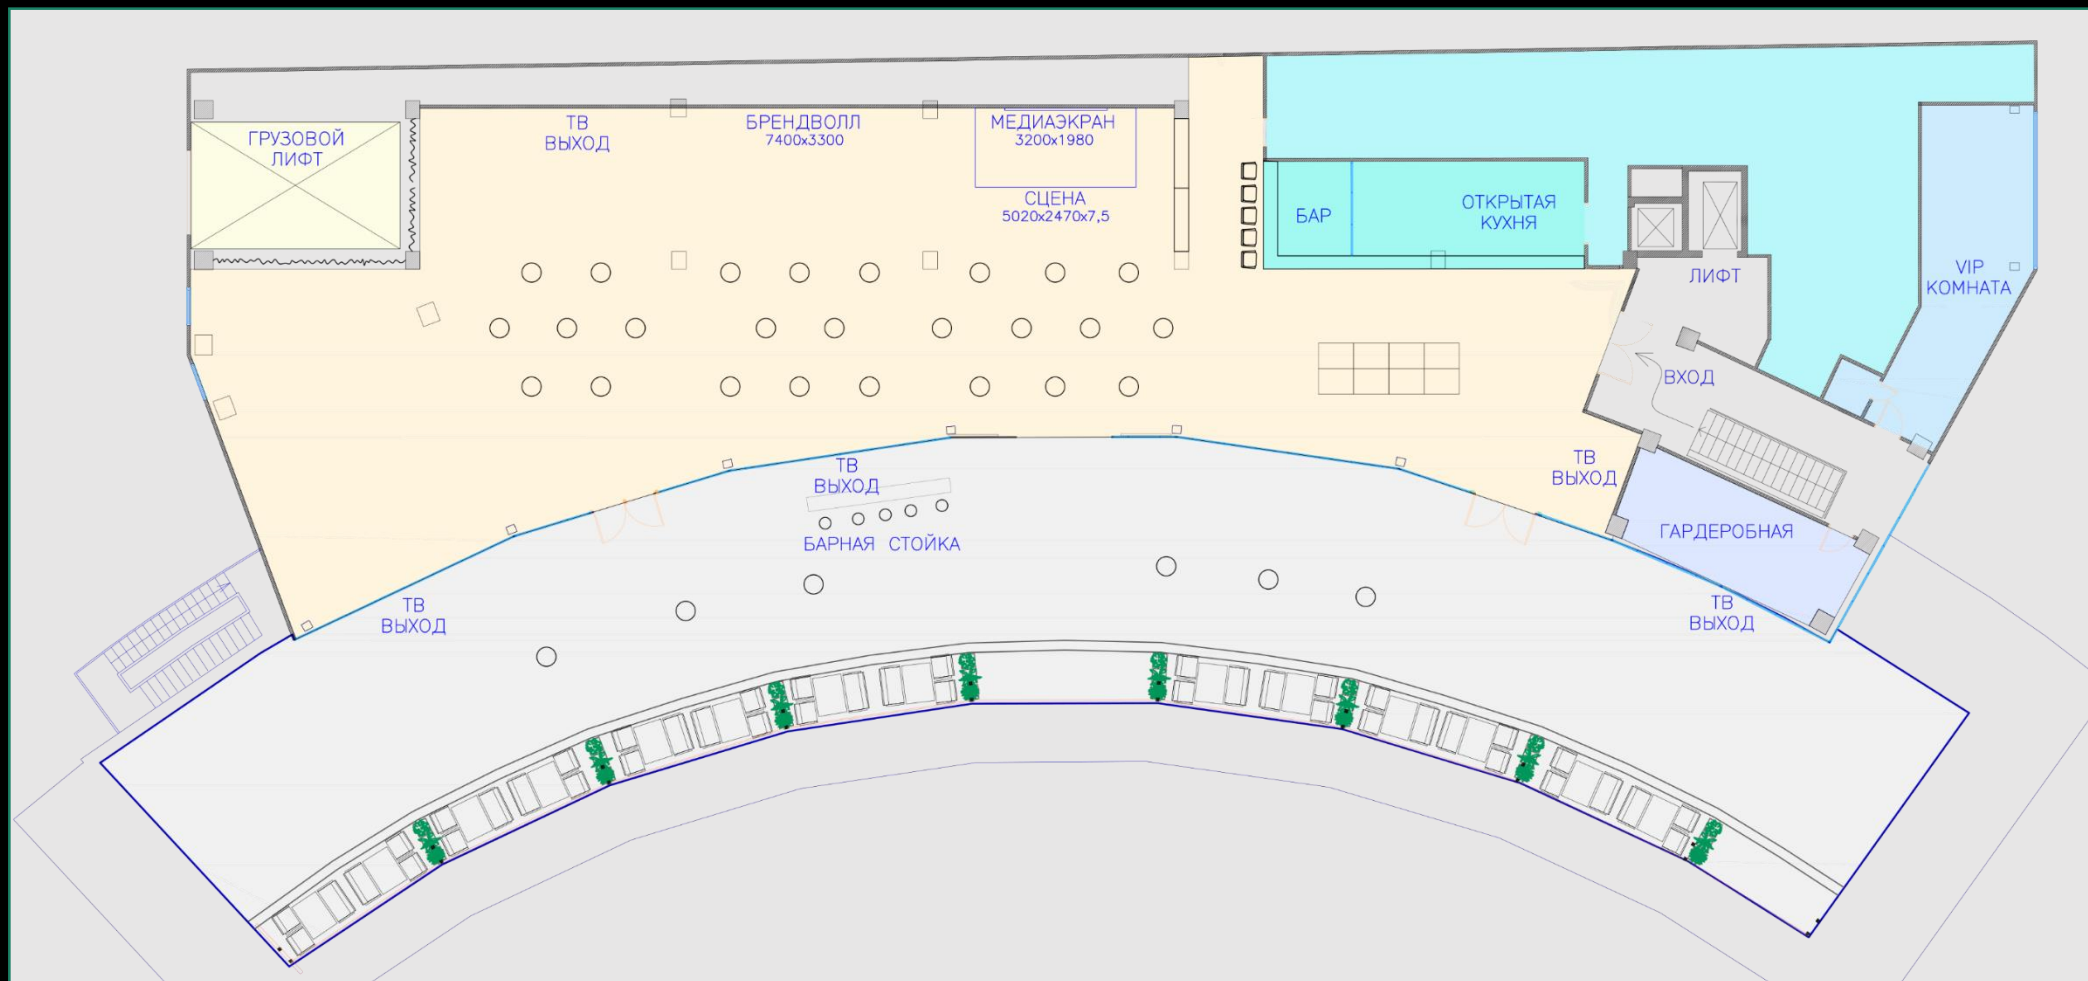 ГРУЗОВОЙ
ЛИФТ
ТВ
ВЫХОД
БРЕНДВОЛЛ
7400x3300
МЕДИАЭКРАН
3200x1980
СЦЕНА
5020x2470x7,5
БАР
ОТКРЫТАЯ
КУХНЯ
ЛИФТ
VIP
КОМНАТА
ВХОД
ТВ
ВЫХОД
ТВ
ВЫХОД
БАРНАЯ СТОЙКА
ГАРДЕРОБНАЯ
ТВ
ВЫХОД
ТВ
ВЫХОД